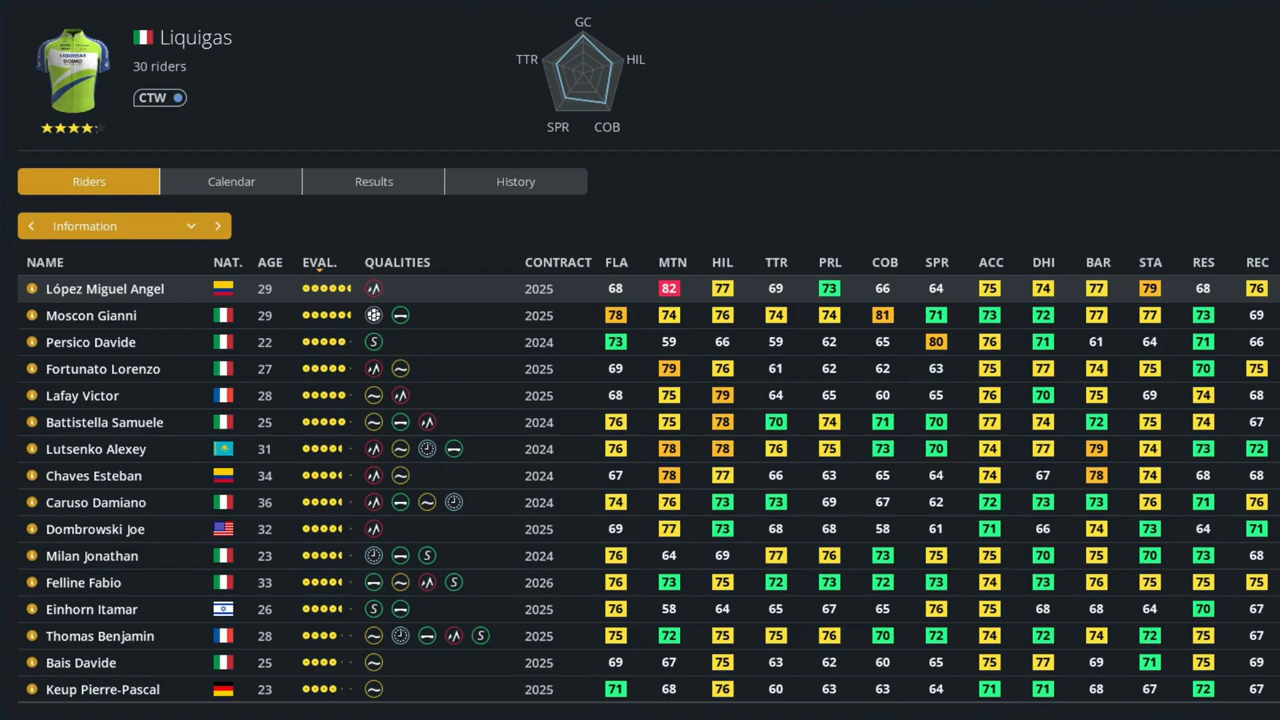 GC
Liquigas
TTR HIL
30 riders
CTW
SPR COB
LIQUIGAS
DOIMO
Riders Calendar Results History
Information
NAME NAT. AGE EVAL. QUALITIES CONTRACT FLA MTN HIL TTR PRL COB SPR ACC DHI BAR STA RES REC
López Miguel Angel 29 2025 68 82 77 69 73 66 64 75 74 77 79 68 76
Moscon Gianni 29 2025 78 74 76 74 74 81 71 73 72 77 77 73 69
Persico Davide 22 S 2024 73 59 66 59 62 65 80 76 71 61 64 71 66
Fortunato Lorenzo 27 2025 69 79 76 61 62 62 63 75 77 74 75 70 75
Lafay Victor 28 2025 68 75 79 64 65 60 65 76 70 75 69 74 68
Battistella Samuele 25 2024 76 75 78 70 74 71 70 77 74 72 75 74 67
Lutsenko Alexey 31 2024 76 78 78 76 75 73 70 74 77 79 74 73 72
Chaves Esteban 34 2024 67 78 77 66 63 65 64 74 67 78 74 68 68
Caruso Damiano 36 2024 74 76 73 73 69 67 62 72 73 73 76 71 76
Dombrowski Joe 32 2025 69 77 73 68 68 58 61 71 66 74 73 64 71
Milan Jonathan 23 S 2024 76 64 69 77 76 73 75 75 70 75 70 73 68
Felline Fabio 33 S 2026 76 73 75 72 73 72 73 74 73 76 75 75 75
Einhorn Itamar 26 S 2025 76 58 64 65 67 65 76 75 68 68 64 70 67
Thomas Benjamin 28 S 2025 75 72 75 75 76 70 72 74 72 74 72 75 67
Bais Davide 25 2025 69 67 75 63 62 60 65 75 77 69 71 75 69
Keup Pierre-Pascal 23 2025 71 68 76 60 63 63 64 71 71 68 67 72 67